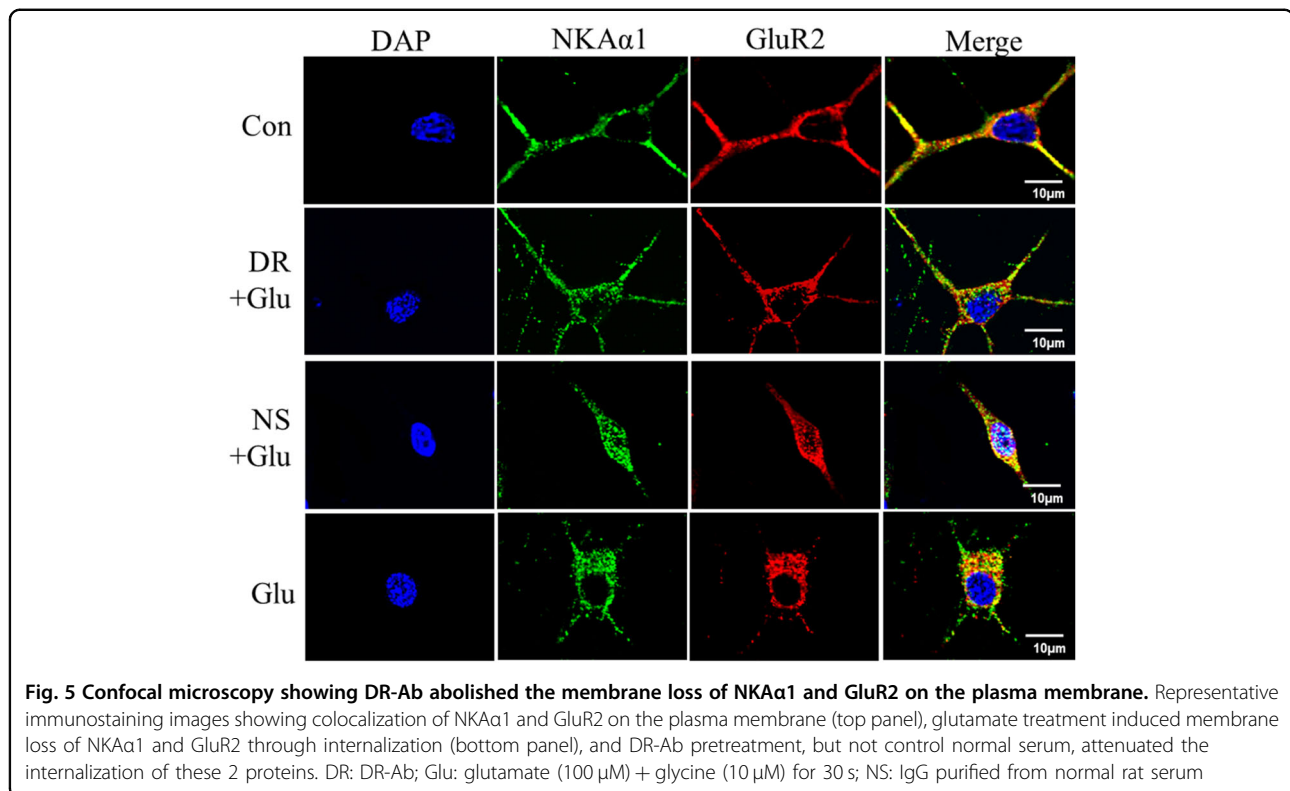 DAP NKAα1 GluR2 Merge
Con
10µm
DR
+Glu
10µm
NS
+Glu
10µm
Glu
10µm
Fig. 5 Confocal microscopy showing DR-Ab abolished the membrane loss of NKAα1 and GluR2 on the plasma membrane. Representative
immunostaining images showing colocalization of NKAα1 and GluR2 on the plasma membrane (top panel), glutamate treatment induced membrane
loss of NKAα1 and GluR2 through internalization (bottom panel), and DR-Ab pretreatment, but not control normal serum, attenuated the
internalization of these 2 proteins. DR: DR-Ab; Glu: glutamate (100 µM) + glycine (10 µM) for 30 s; NS: IgG purified from normal rat serum